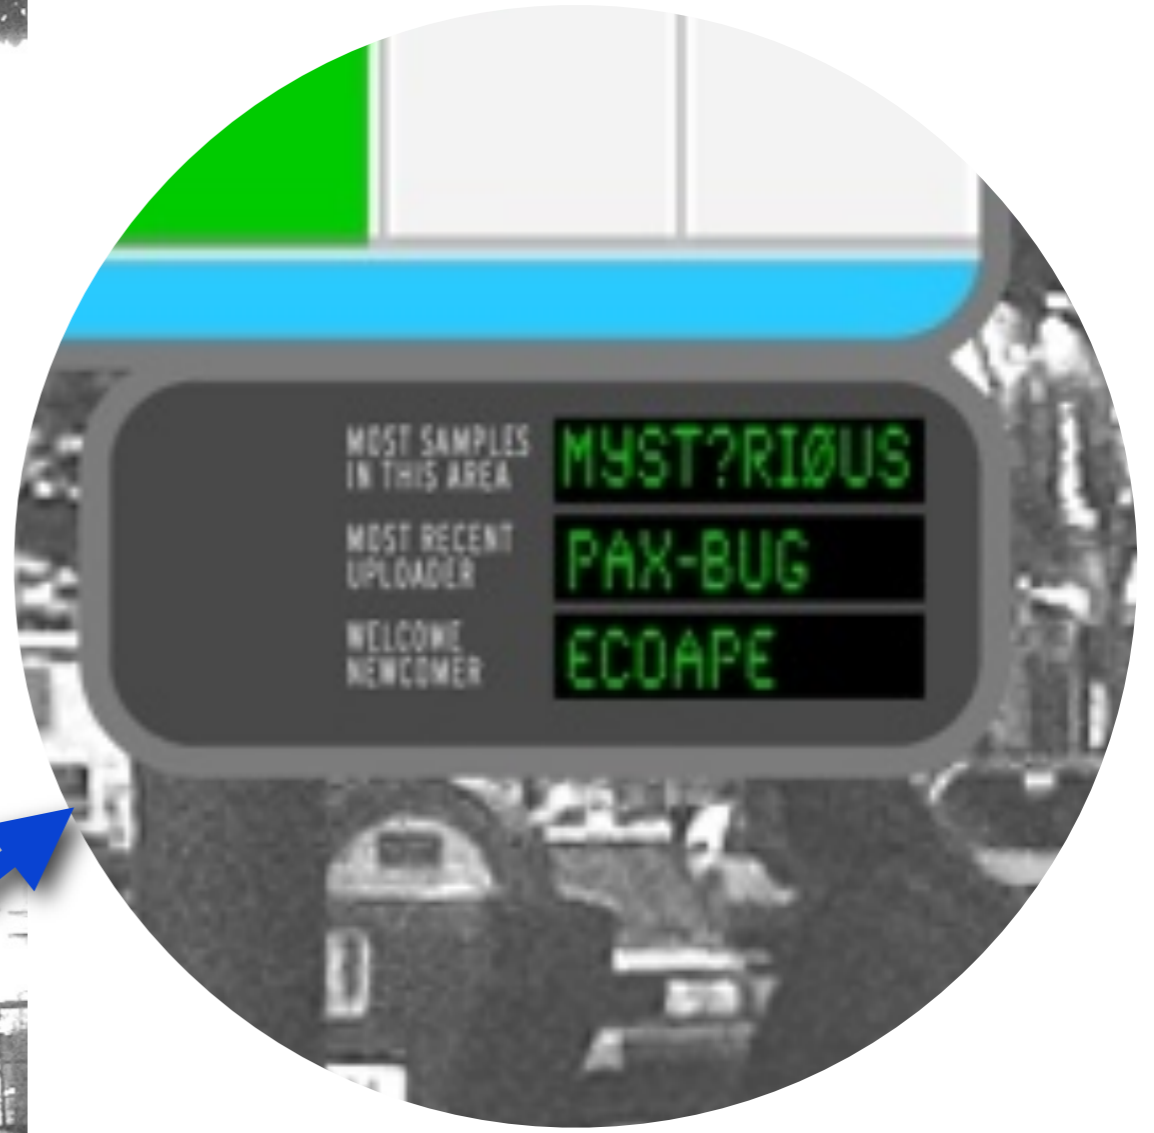 MOST SAMPLES
IN THIS AREA
MYST?RIØUS
MOST RECENT
UPLOADER
PAX-BUG
WELCOME
NEWCOMER
ECOAPE